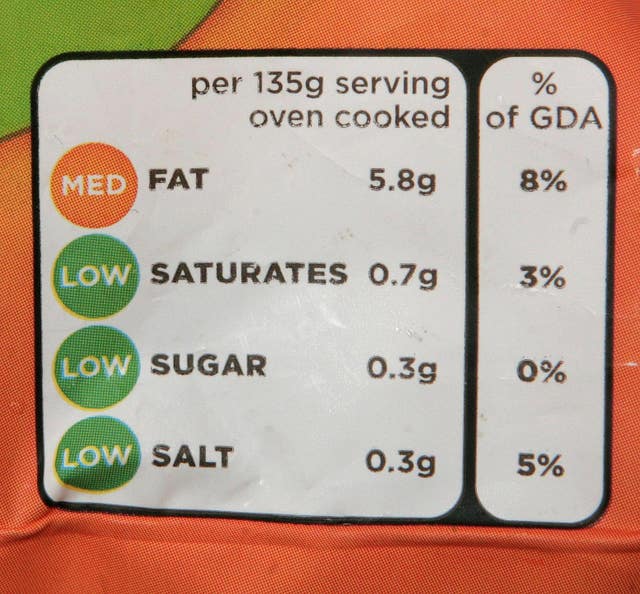 per 135g serving % 
oven cooked of GDA
MED FAT 5.8g 8%
LOW SATURATES 0.7g 3%
LOW SUGAR 0.3g 0%
LOW SALT 0.3g 5%